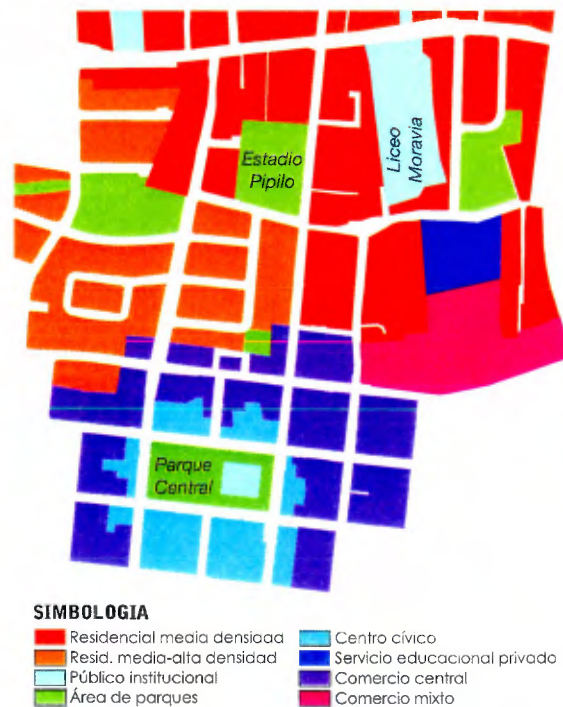 Estadio
Pipilo
Liceo
Moravia
Parque
Central
SIMBOLOGIA
Residencial media densidad
Resid. media-alta densidad
Público institucional
Área de parques
Centro cívico
Servicio educacional privado
Comercio central
Comercio mixto